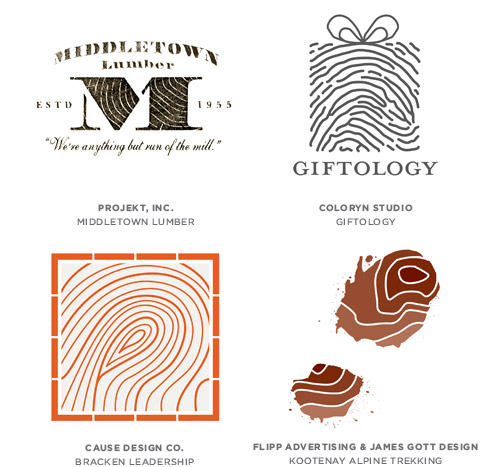 MIDDLETOWN
Lumber
ESTD M 1955
"We're anything but run of the mill."
PROJEKT, INC.
MIDDLETOWN LUMBER
GIFTOLOGY
COLORYN STUDIO
GIFTOLOGY
CAUSE DESIGN CO.
BRACKEN LEADERSHIP
FLIPP ADVERTISING & JAMES GOTT DESIGN
KOOTENAY ALPINE TREKKING